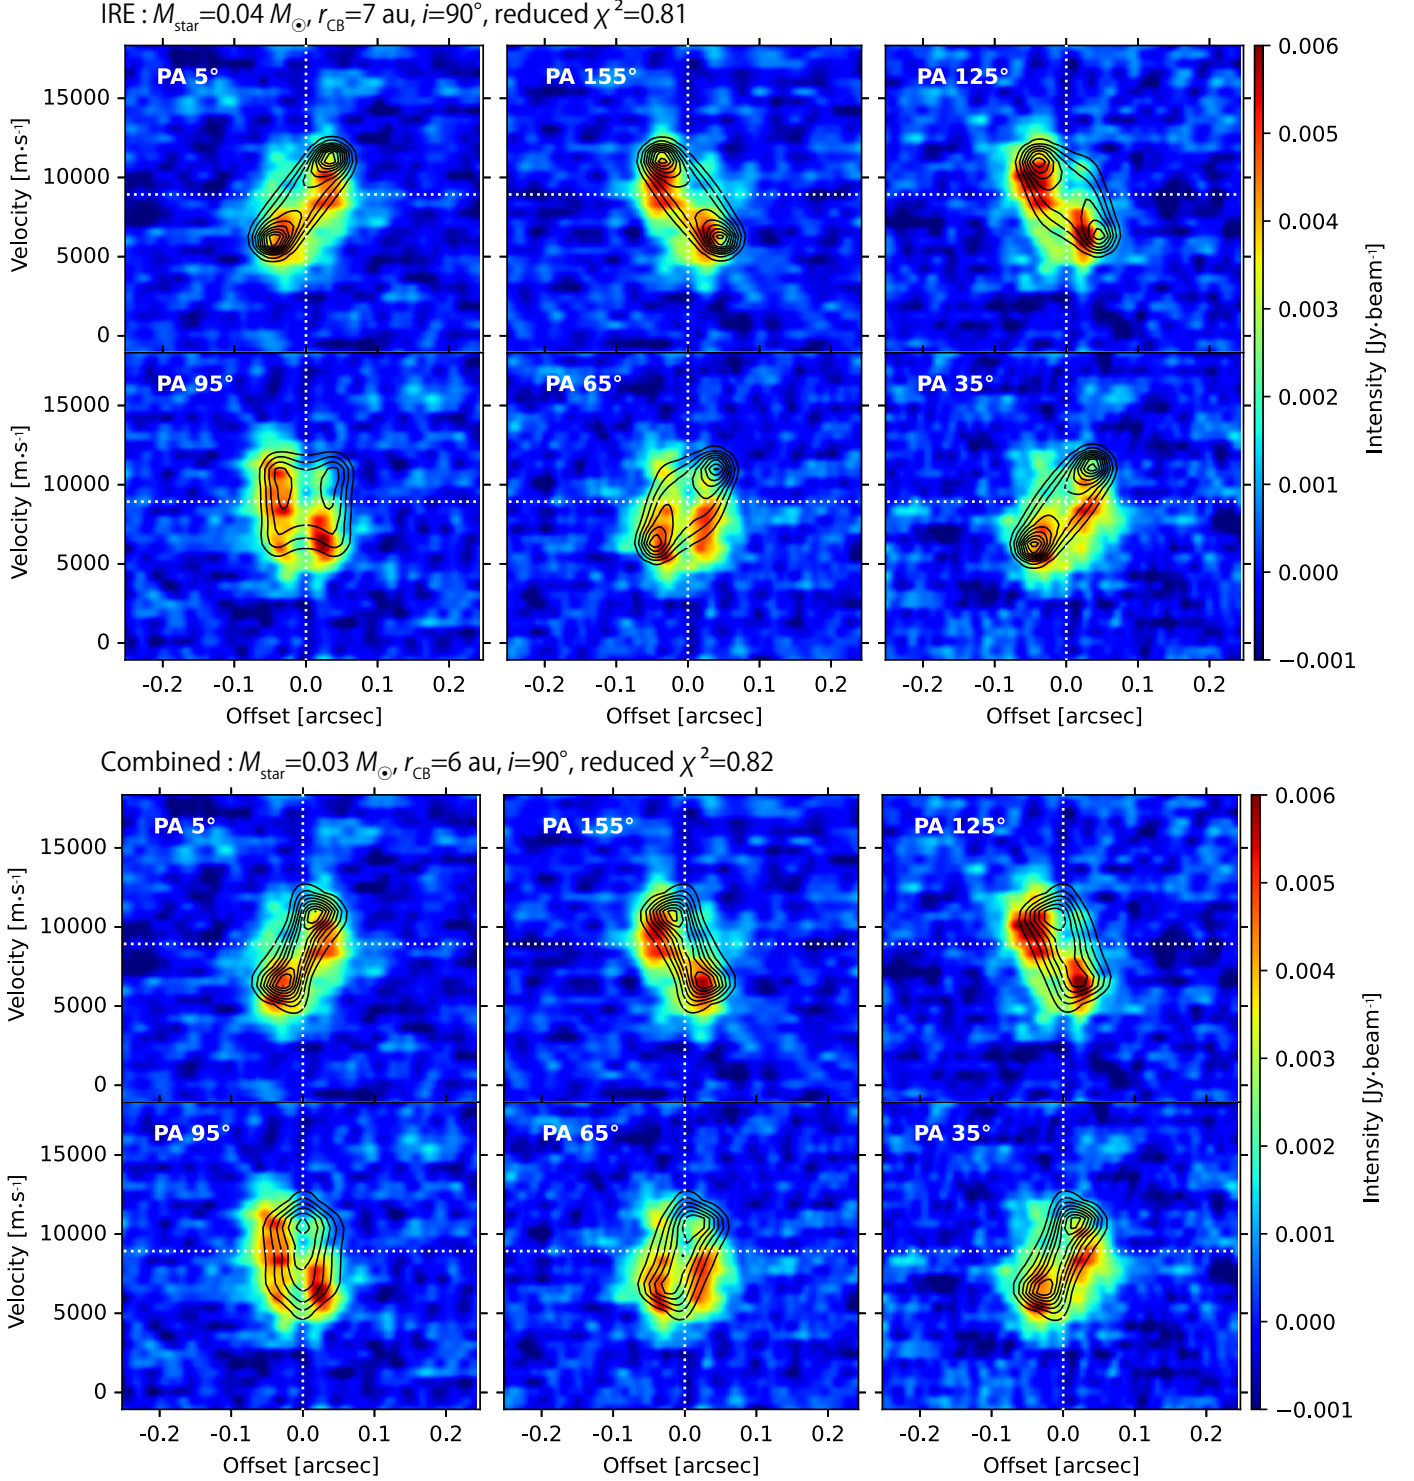 IRE : M_star=0.04 M_☉, r_CB=7 au, i=90°, reduced χ²=0.81
PA 5° PA 155° PA 125°
15000
10000
5000
0
Velocity [m·s⁻¹]
PA 95° PA 65° PA 35°
15000
10000
5000
0
Velocity [m·s⁻¹]
-0.2 -0.1 0.0 0.1 0.2 -0.2 -0.1 0.0 0.1 0.2 -0.2 -0.1 0.0 0.1 0.2
Offset [arcsec] Offset [arcsec] Offset [arcsec]
0.006
0.005
0.004
0.003
0.002
0.001
0.000
−0.001
Intensity [Jy·beam⁻¹]
Combined : M_star=0.03 M_☉, r_CB=6 au, i=90°, reduced χ²=0.82
PA 5° PA 155° PA 125°
15000
10000
5000
0
Velocity [m·s⁻¹]
PA 95° PA 65° PA 35°
15000
10000
5000
0
Velocity [m·s⁻¹]
-0.2 -0.1 0.0 0.1 0.2 -0.2 -0.1 0.0 0.1 0.2 -0.2 -0.1 0.0 0.1 0.2
Offset [arcsec] Offset [arcsec] Offset [arcsec]
0.006
0.005
0.004
0.003
0.002
0.001
0.000
−0.001
Intensity [Jy·beam⁻¹]